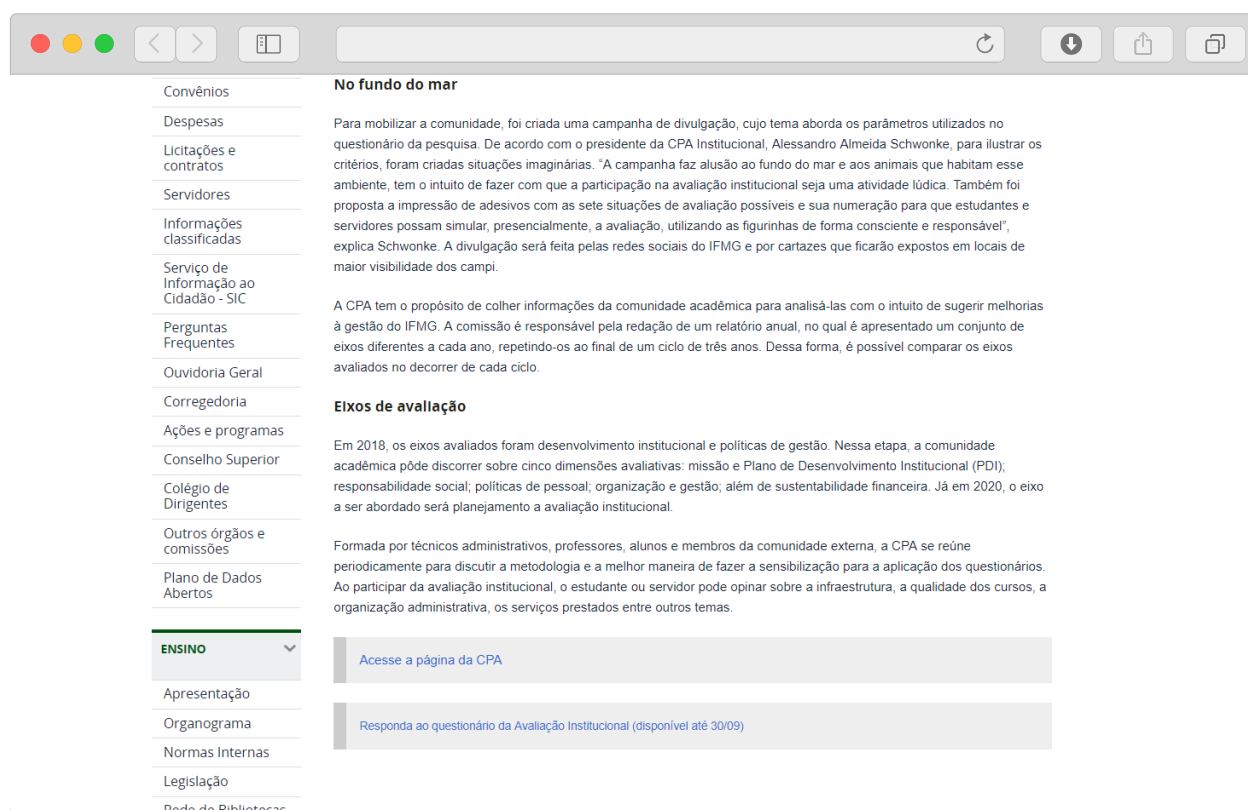 Convênios
Despesas
Licitações e
contratos
Servidores
Informações
classificadas
Serviço de
Informação ao
Cidadão - SIC
Perguntas
Frequentes
Ouvidoria Geral
Corregedoria
Ações e programas
Conselho Superior
Colégio de
Dirigentes
Outros órgãos e
comissões
Plano de Dados
Abertos
ENSINO
Apresentação
Organograma
Normas Internas
Legislação
Rede de Bibliotecas
No fundo do mar
Para mobilizar a comunidade, foi criada uma campanha de divulgação, cujo tema aborda os parâmetros utilizados no
questionário da pesquisa. De acordo com o presidente da CPA Institucional, Alessandro Almeida Schwonke, para ilustrar os
critérios, foram criadas situações imaginárias. “A campanha faz alusão ao fundo do mar e aos animais que habitam esse
ambiente, tem o intuito de fazer com que a participação na avaliação institucional seja uma atividade lúdica. Também foi
proposta a impressão de adesivos com as sete situações de avaliação possíveis e sua numeração para que estudantes e
servidores possam simular, presencialmente, a avaliação, utilizando as figurinhas de forma consciente e responsável”,
explica Schwonke. A divulgação será feita pelas redes sociais do IFMG e por cartazes que ficarão expostos em locais de
maior visibilidade dos campi.
A CPA tem o propósito de colher informações da comunidade acadêmica para analisá-las com o intuito de sugerir melhorias
à gestão do IFMG. A comissão é responsável pela redação de um relatório anual, no qual é apresentado um conjunto de
eixos diferentes a cada ano, repetindo-os ao final de um ciclo de três anos. Dessa forma, é possível comparar os eixos
avaliados no decorrer de cada ciclo.
Eixos de avaliação
Em 2018, os eixos avaliados foram desenvolvimento institucional e políticas de gestão. Nessa etapa, a comunidade
acadêmica pôde discorrer sobre cinco dimensões avaliativas: missão e Plano de Desenvolvimento Institucional (PDI);
responsabilidade social; políticas de pessoal; organização e gestão; além de sustentabilidade financeira. Já em 2020, o eixo
a ser abordado será planejamento a avaliação institucional.
Formada por técnicos administrativos, professores, alunos e membros da comunidade externa, a CPA se reúne
periodicamente para discutir a metodologia e a melhor maneira de fazer a sensibilização para a aplicação dos questionários.
Ao participar da avaliação institucional, o estudante ou servidor pode opinar sobre a infraestrutura, a qualidade dos cursos, a
organização administrativa, os serviços prestados entre outros temas.
Acesse a página da CPA
Responda ao questionário da Avaliação Institucional (disponível até 30/09)